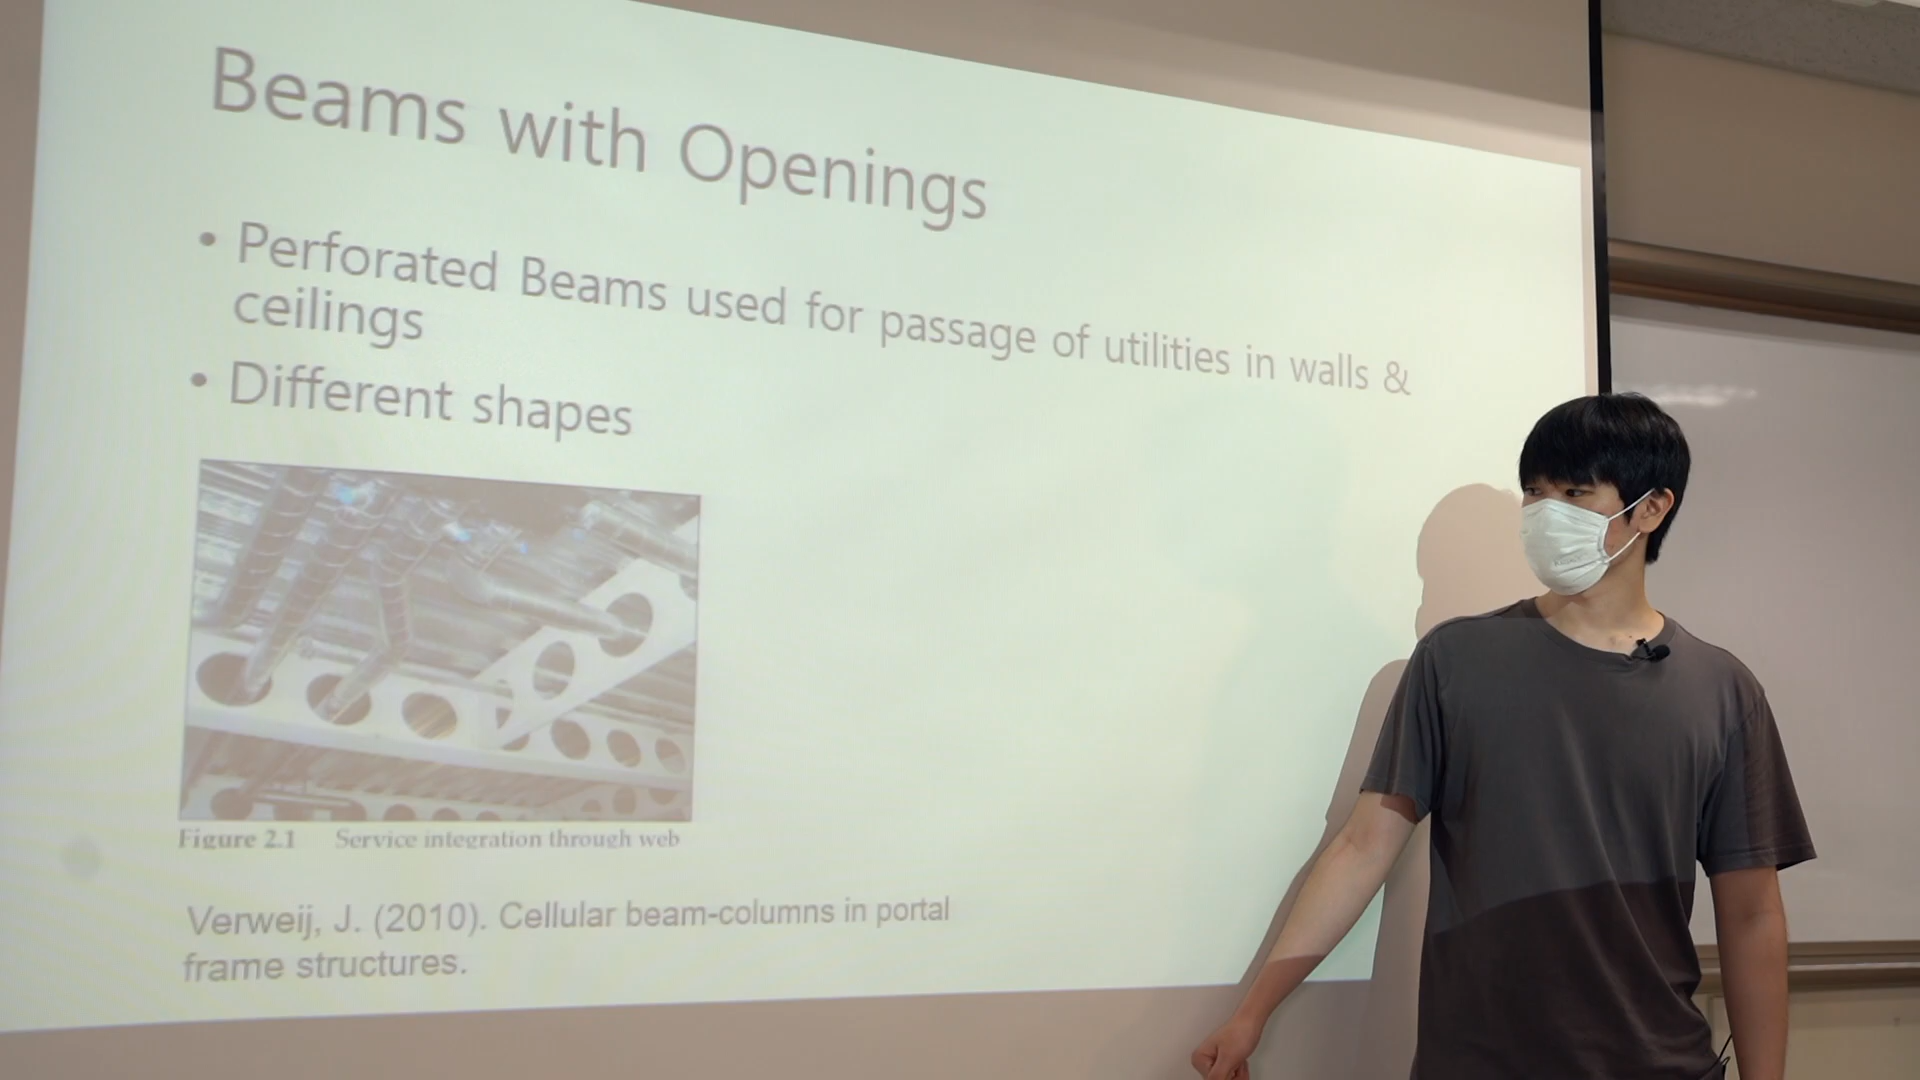 Beams with Openings
• Perforated Beams used for passage of utilities in walls &
ceilings
• Different shapes
Figure 2.1 Service integration through web
Verweij, J. (2010). Cellular beam-columns in portal
frame structures.